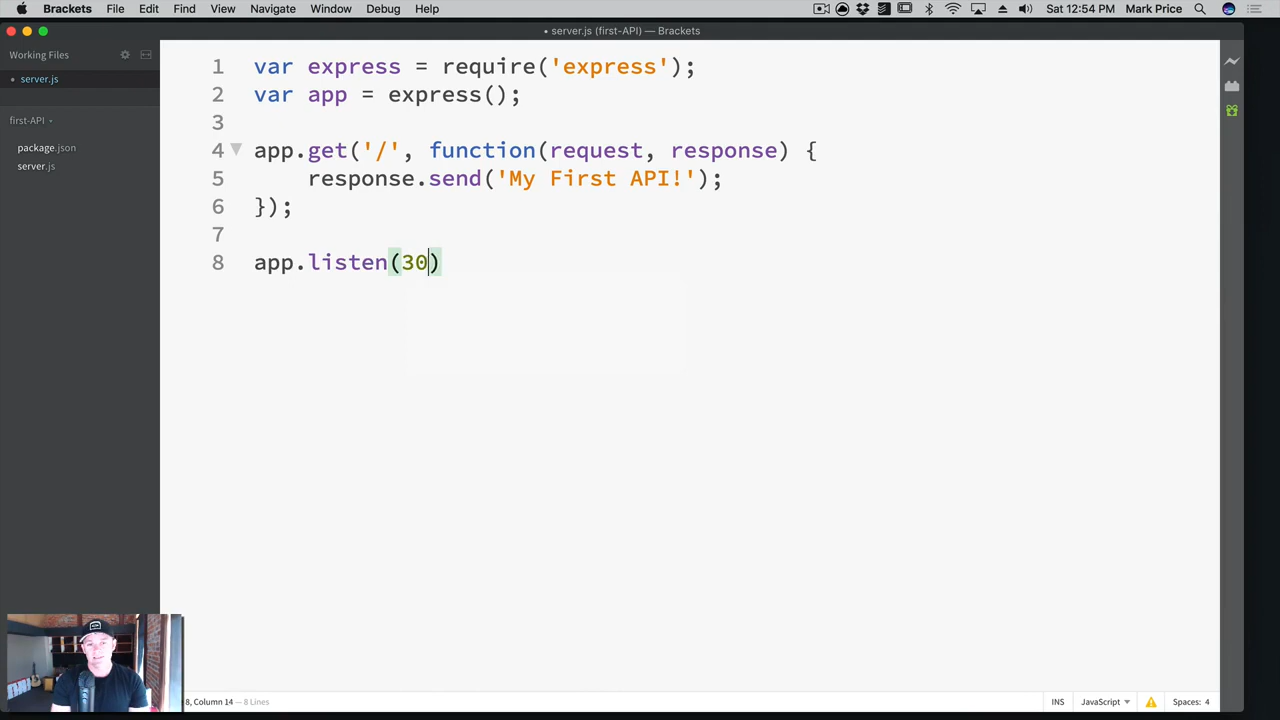 Brackets File Edit Find View Navigate Window Debug Help Sat 12:54 PM Mark Price
• server.js (first-API) — Brackets
Working Files
• server.js
first-API
package.json
server.js
1 var express = require('express');
2 var app = express();
3
4 app.get('/', function(request, response) {
5 response.send('My First API!');
6 });
7
8 app.listen(30)
8, Column 14 — 8 Lines INS JavaScript Spaces: 4